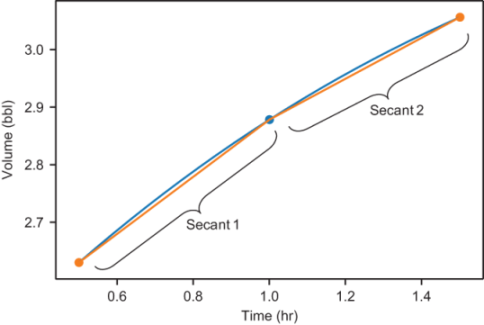 Volume (bbl)
3.0
2.9
2.8
2.7
Secant 2
Secant 1
0.6 0.8 1.0 1.2 1.4
Time (hr)